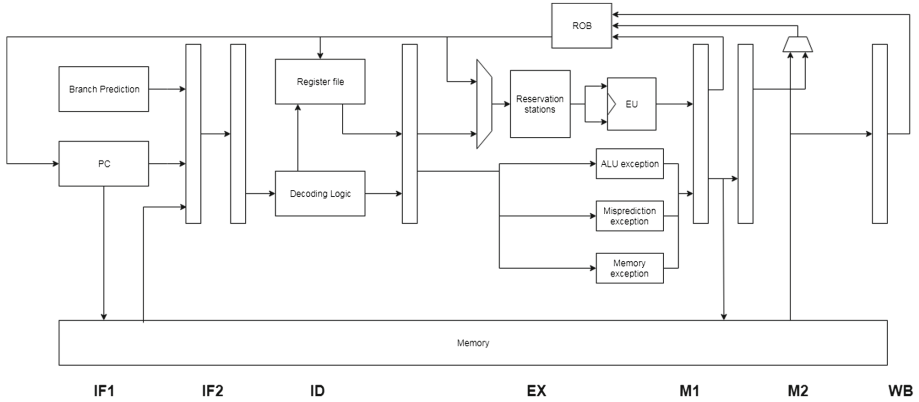 ROB
Branch Prediction
Register file
Reservation
stations
EU
PC
Decoding Logic
ALU exception
Misprediction
exception
Memory
exception
Memory
IF1
IF2
ID
EX
M1
M2
WB